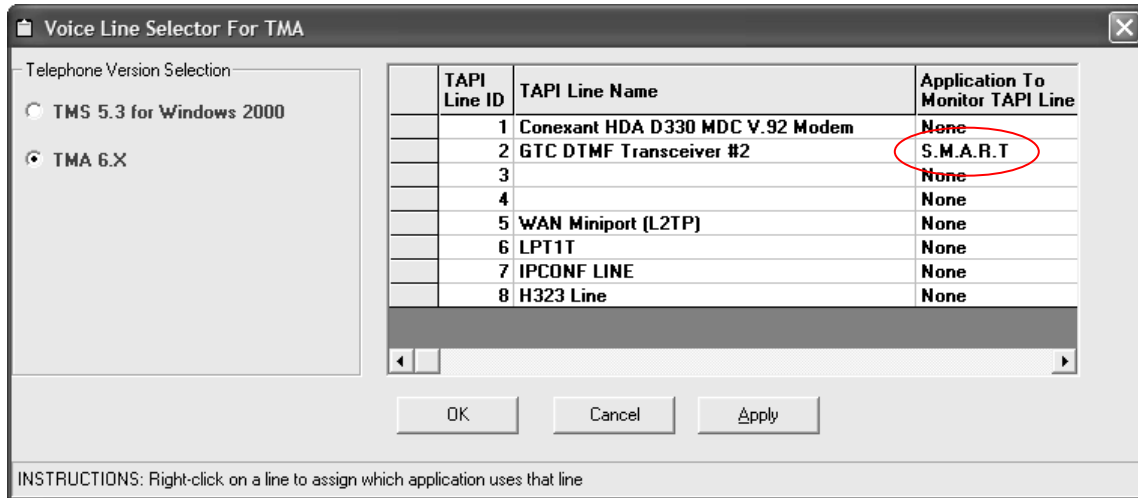 Voice Line Selector For TMA
Telephone Version Selection
TMS 5.3 for Windows 2000
TMA 6.X
TAPI Line ID TAPI Line Name Application To Monitor TAPI Line
1 Conexant HDA D330 MDC V.92 Modem None
2 GTC DTMF Transceiver #2 S.M.A.R.T
3 None
4 None
5 WAN Miniport (L2TP) None
6 LPT1T None
7 IPCONF LINE None
8 H323 Line None
OK Cancel Apply
INSTRUCTIONS: Right-click on a line to assign which application uses that line